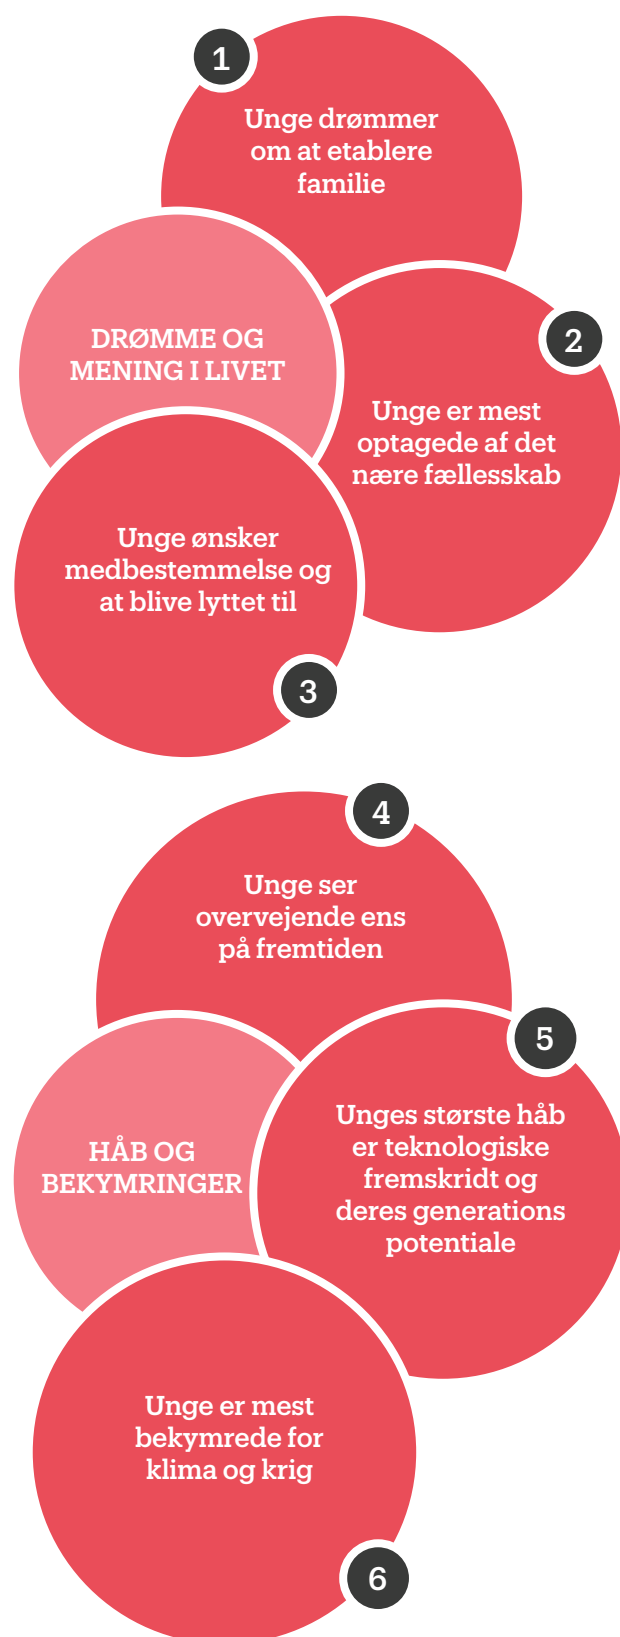 1
Unge drømmer
om at etablere
familie
DRØMME OG
MENING I LIVET
2
Unge er mest
optagede af det
nære fællesskab
Unge ønsker
medbestemmelse og
at blive lyttet til
3
4
Unge ser
overvejende ens
på fremtiden
5
Unges største håb
er teknologiske
fremskridt og
deres generations
potentiale
HÅB OG
BEKYMRINGER
Unge er mest
bekymrede for
klima og krig
6